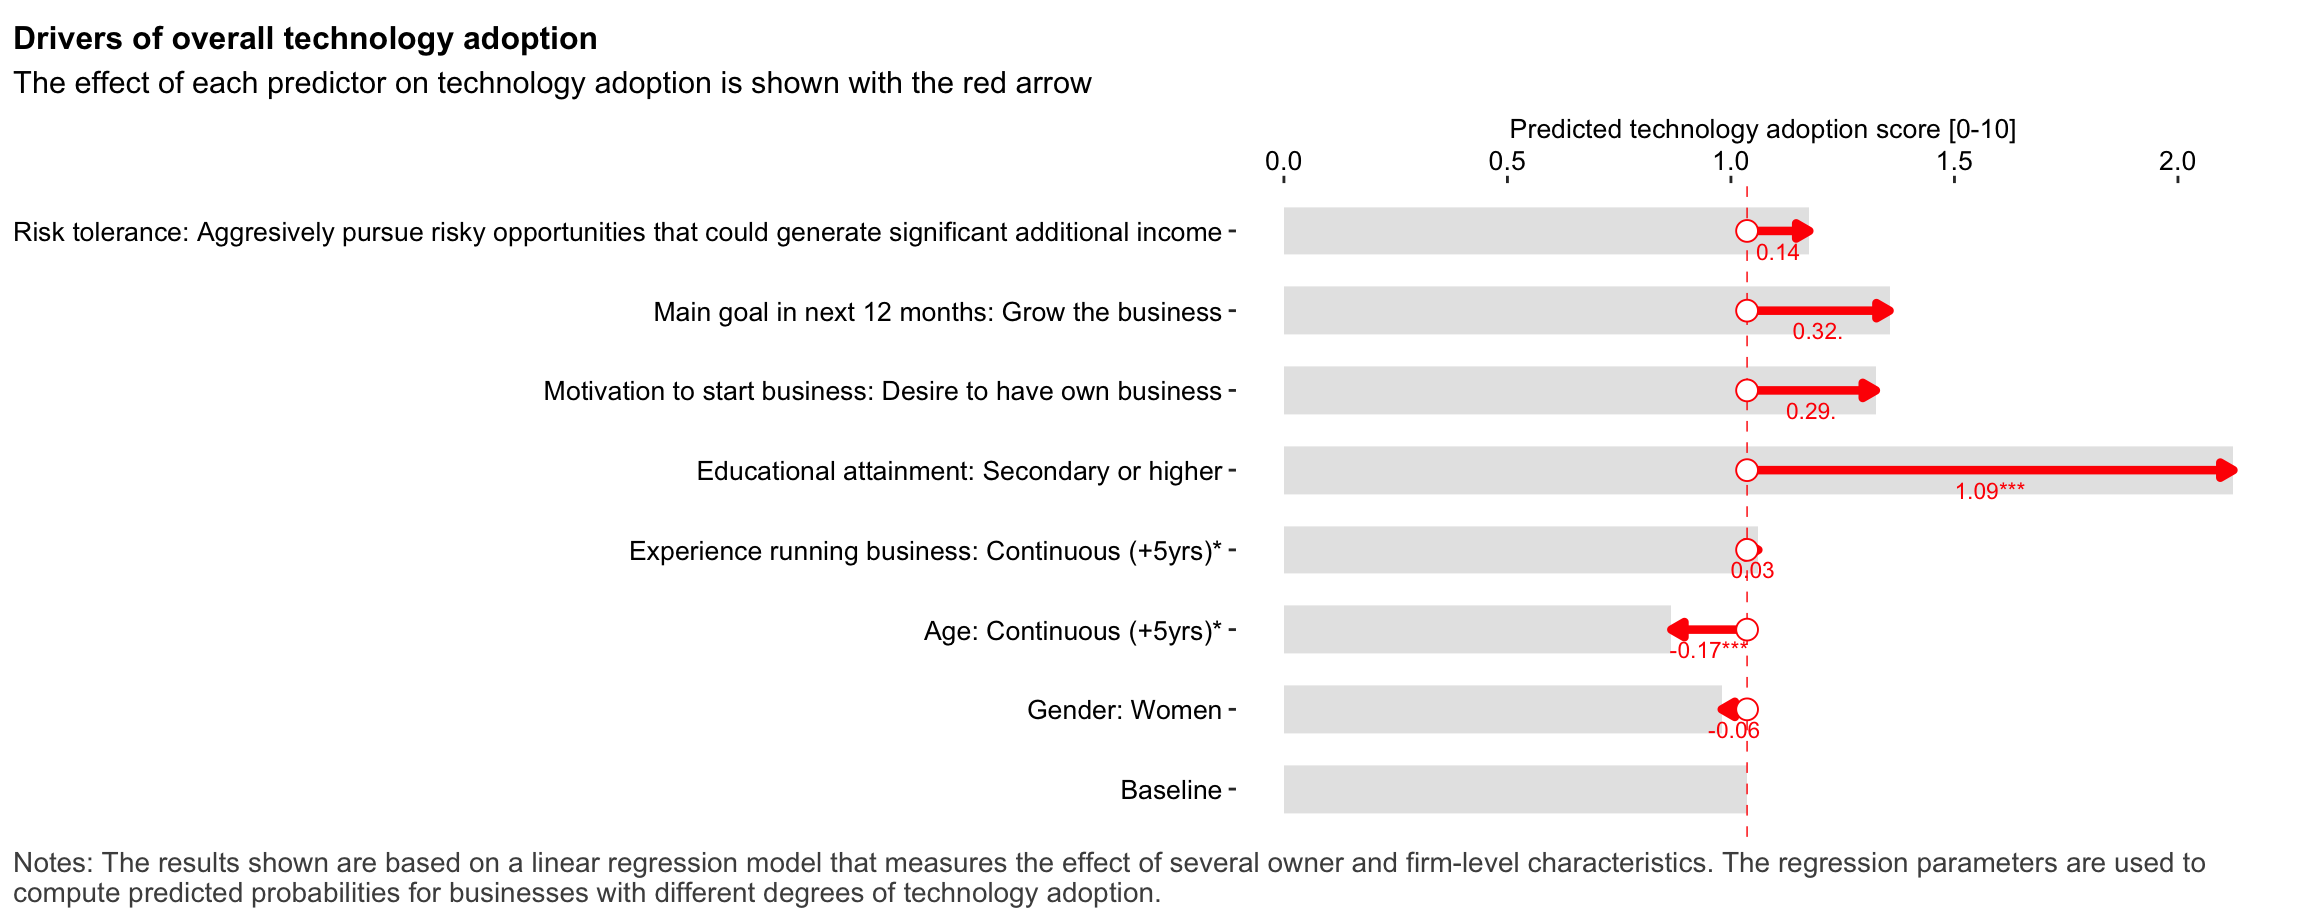 Drivers of overall technology adoption
The effect of each predictor on technology adoption is shown with the red arrow
Predicted technology adoption score [0-10]
0.0 0.5 1.0 1.5 2.0
Risk tolerance: Aggresively pursue risky opportunities that could generate significant additional income
0.14
Main goal in next 12 months: Grow the business
0.32.
Motivation to start business: Desire to have own business
0.29.
Educational attainment: Secondary or higher
1.09***
Experience running business: Continuous (+5yrs)*
0.03
Age: Continuous (+5yrs)*
-0.17***
Gender: Women
-0.06
Baseline
Notes: The results shown are based on a linear regression model that measures the effect of several owner and firm-level characteristics. The regression parameters are used to
compute predicted probabilities for businesses with different degrees of technology adoption.